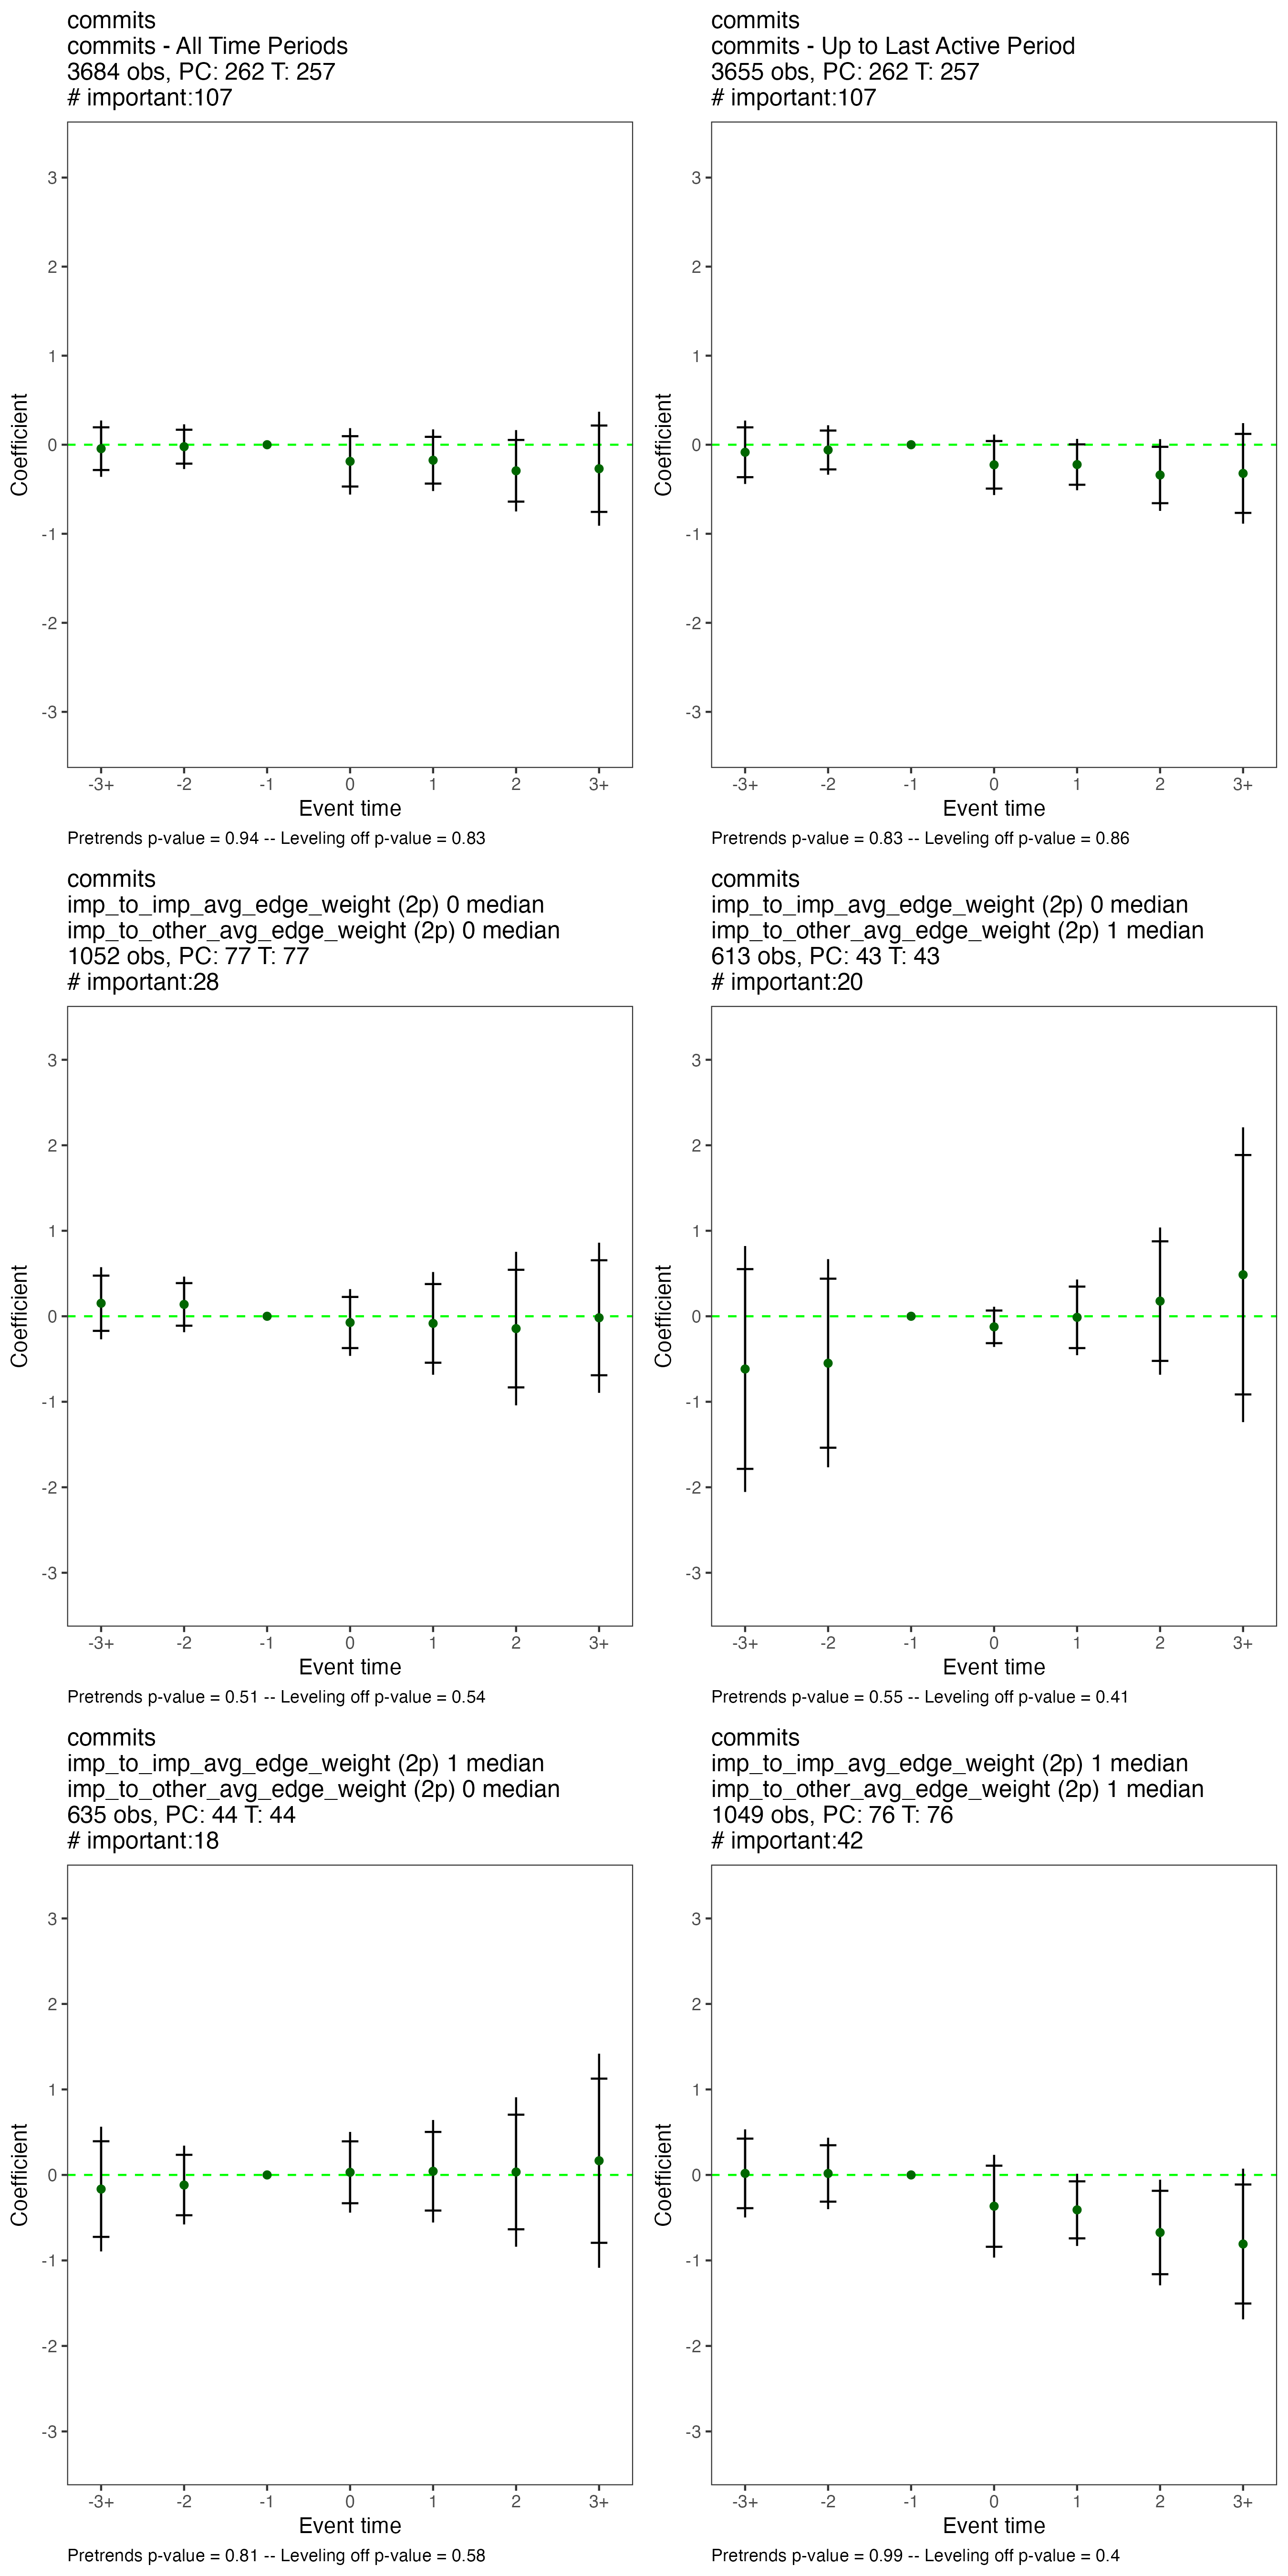 commits
commits - All Time Periods
3684 obs, PC: 262 T: 257
# important:107
3
2
1
0
-1
-2
-3
Coefficient
-3+ -2 -1 0 1 2 3+
Event time
Pretrends p-value = 0.94 -- Leveling off p-value = 0.83
commits
commits - Up to Last Active Period
3655 obs, PC: 262 T: 257
# important:107
3
2
1
0
-1
-2
-3
Coefficient
-3+ -2 -1 0 1 2 3+
Event time
Pretrends p-value = 0.83 -- Leveling off p-value = 0.86
commits
imp_to_imp_avg_edge_weight (2p) 0 median
imp_to_other_avg_edge_weight (2p) 0 median
1052 obs, PC: 77 T: 77
# important:28
3
2
1
0
-1
-2
-3
Coefficient
-3+ -2 -1 0 1 2 3+
Event time
Pretrends p-value = 0.51 -- Leveling off p-value = 0.54
commits
imp_to_imp_avg_edge_weight (2p) 0 median
imp_to_other_avg_edge_weight (2p) 1 median
613 obs, PC: 43 T: 43
# important:20
3
2
1
0
-1
-2
-3
Coefficient
-3+ -2 -1 0 1 2 3+
Event time
Pretrends p-value = 0.55 -- Leveling off p-value = 0.41
commits
imp_to_imp_avg_edge_weight (2p) 1 median
imp_to_other_avg_edge_weight (2p) 0 median
635 obs, PC: 44 T: 44
# important:18
3
2
1
0
-1
-2
-3
Coefficient
-3+ -2 -1 0 1 2 3+
Event time
Pretrends p-value = 0.81 -- Leveling off p-value = 0.58
commits
imp_to_imp_avg_edge_weight (2p) 1 median
imp_to_other_avg_edge_weight (2p) 1 median
1049 obs, PC: 76 T: 76
# important:42
3
2
1
0
-1
-2
-3
Coefficient
-3+ -2 -1 0 1 2 3+
Event time
Pretrends p-value = 0.99 -- Leveling off p-value = 0.4